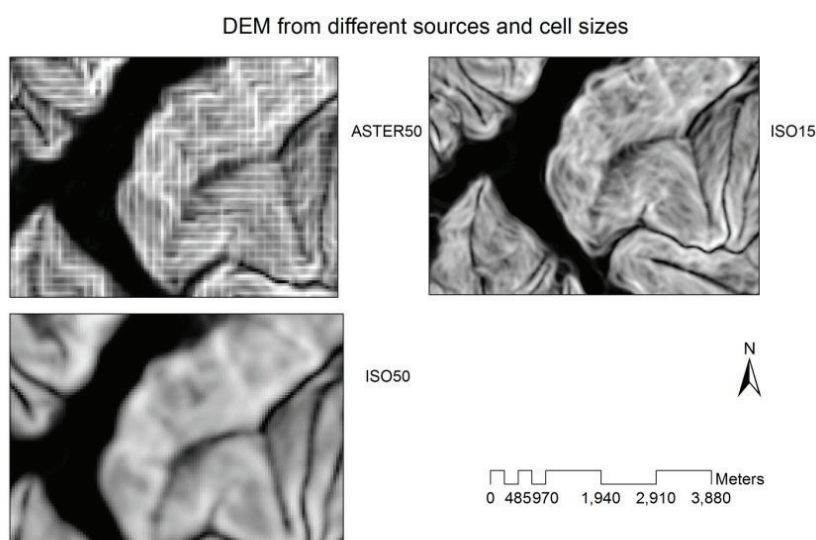 DEM from different sources and cell sizes
ASTER50
ISO15
ISO50
N
Meters
0 485970 1,940 2,910 3,880